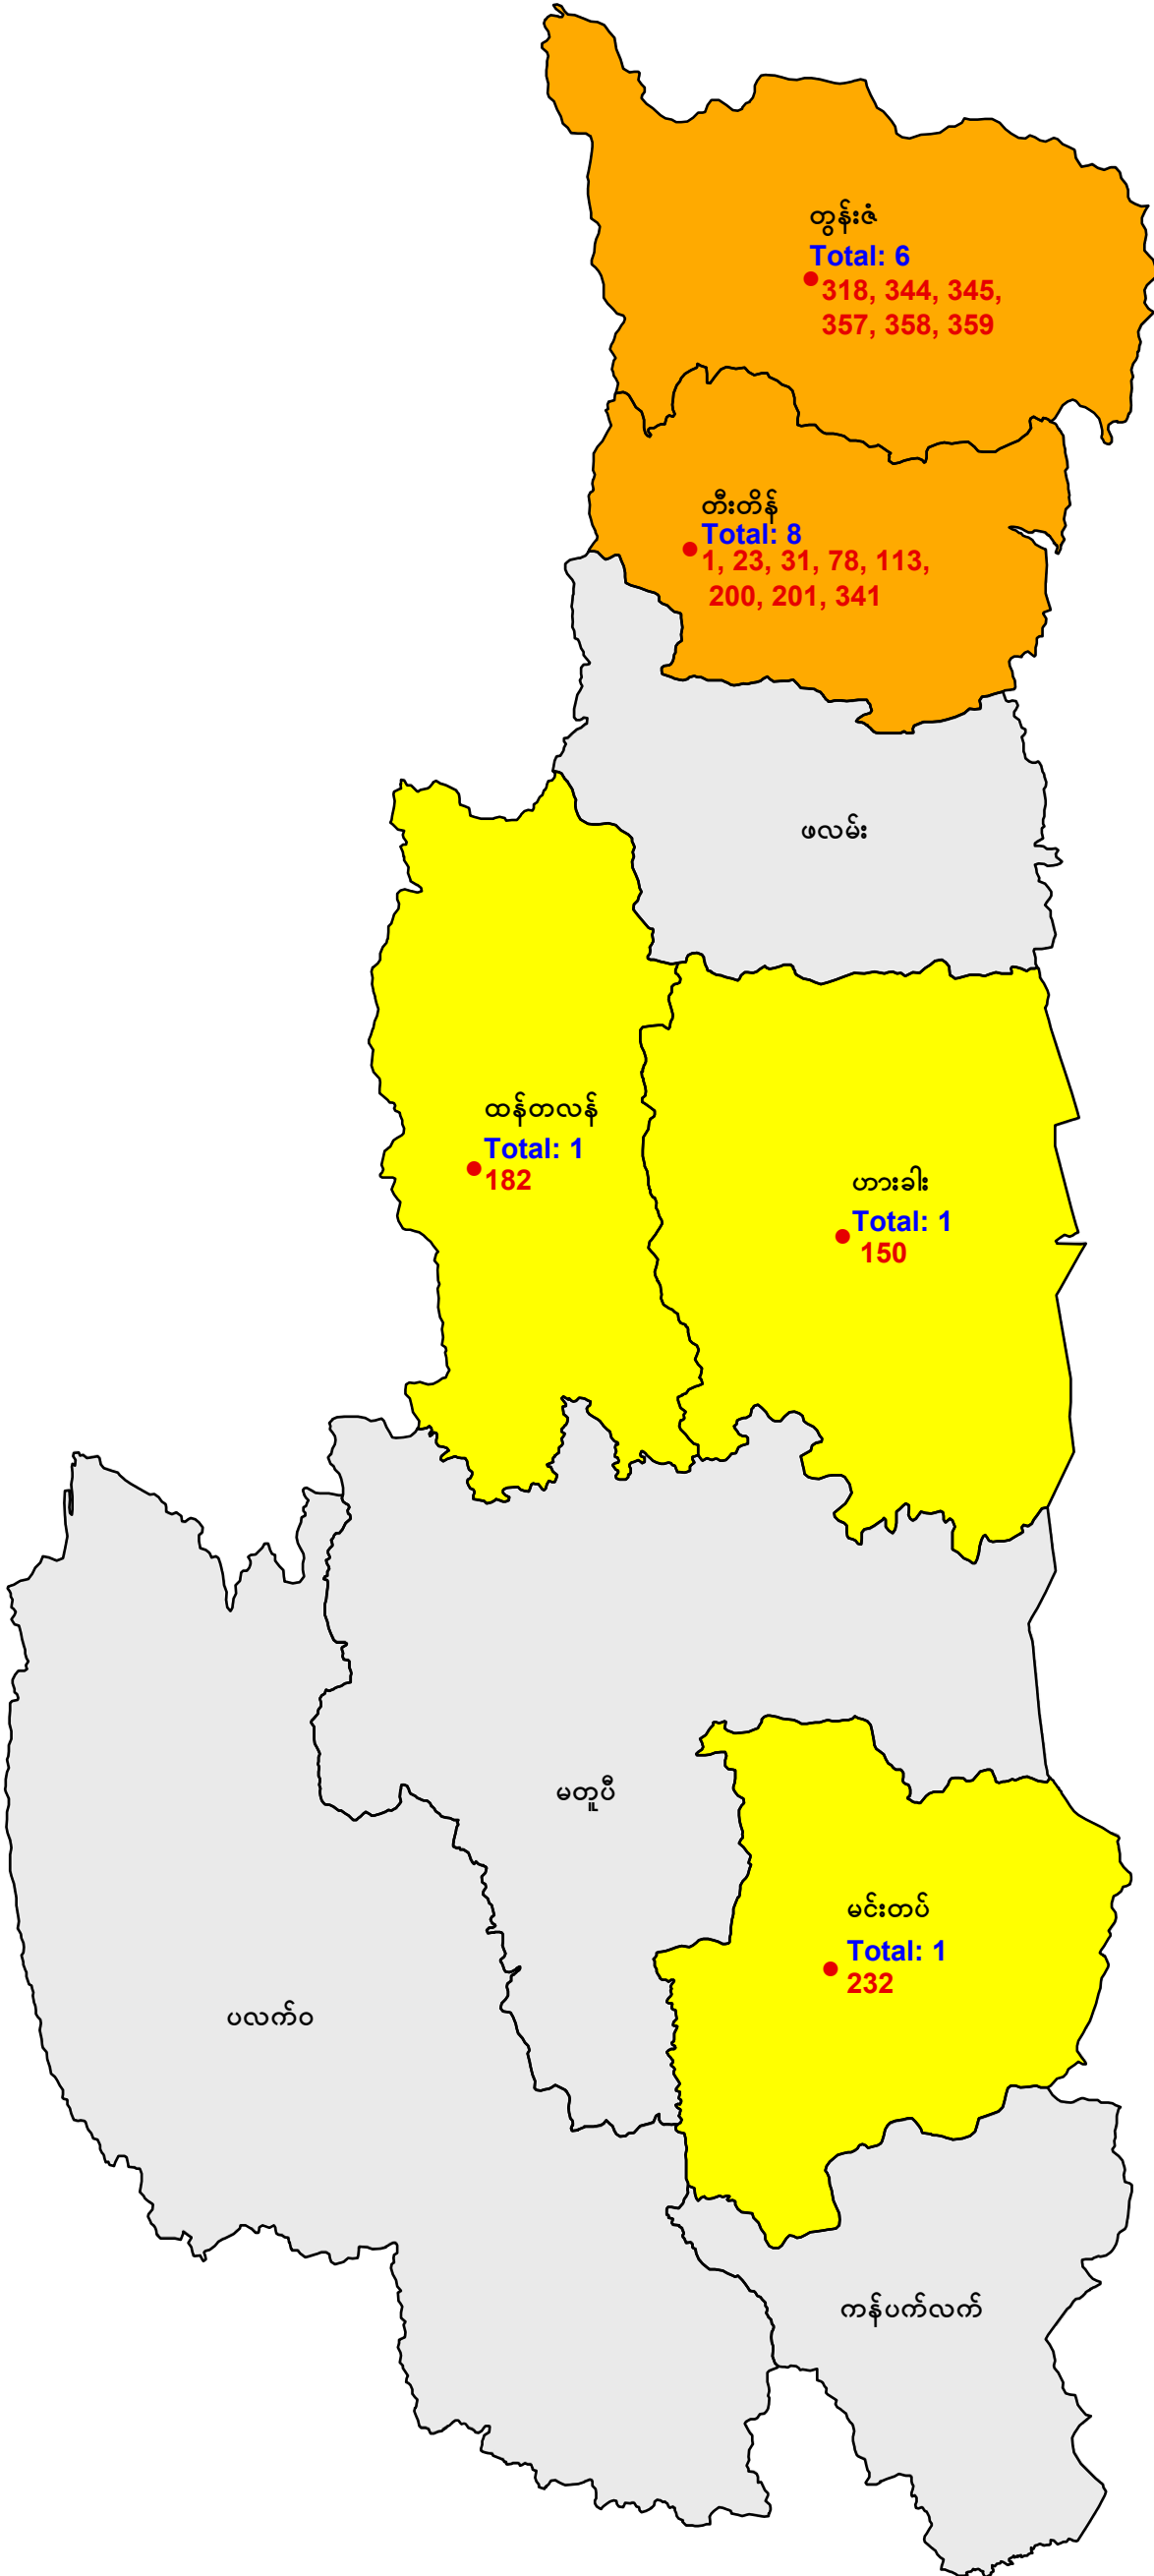 တွန်းဇံ
Total: 6
318, 344, 345,
357, 358, 359
တီးတိန်
Total: 8
1, 23, 31, 78, 113,
200, 201, 341
ဖလမ်း
ထန်တလန်
Total: 1
182
ဟားခါး
Total: 1
150
မတူပီ
မင်းတပ်
Total: 1
232
ပလက်ဝ
ကန်ပက်လက်